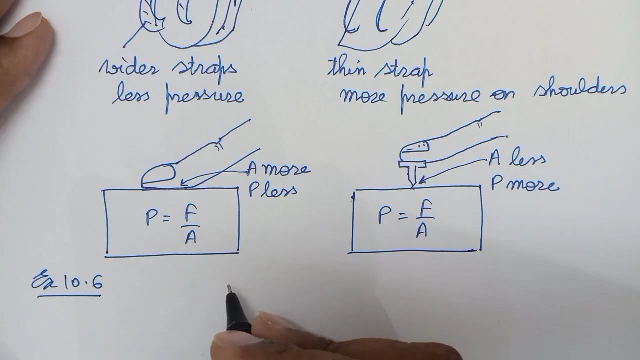 wider straps
less pressure
thin strap
more pressure on shoulders
A more
P less
P = F/A
A less
P more
P = F/A
Ex 10.6